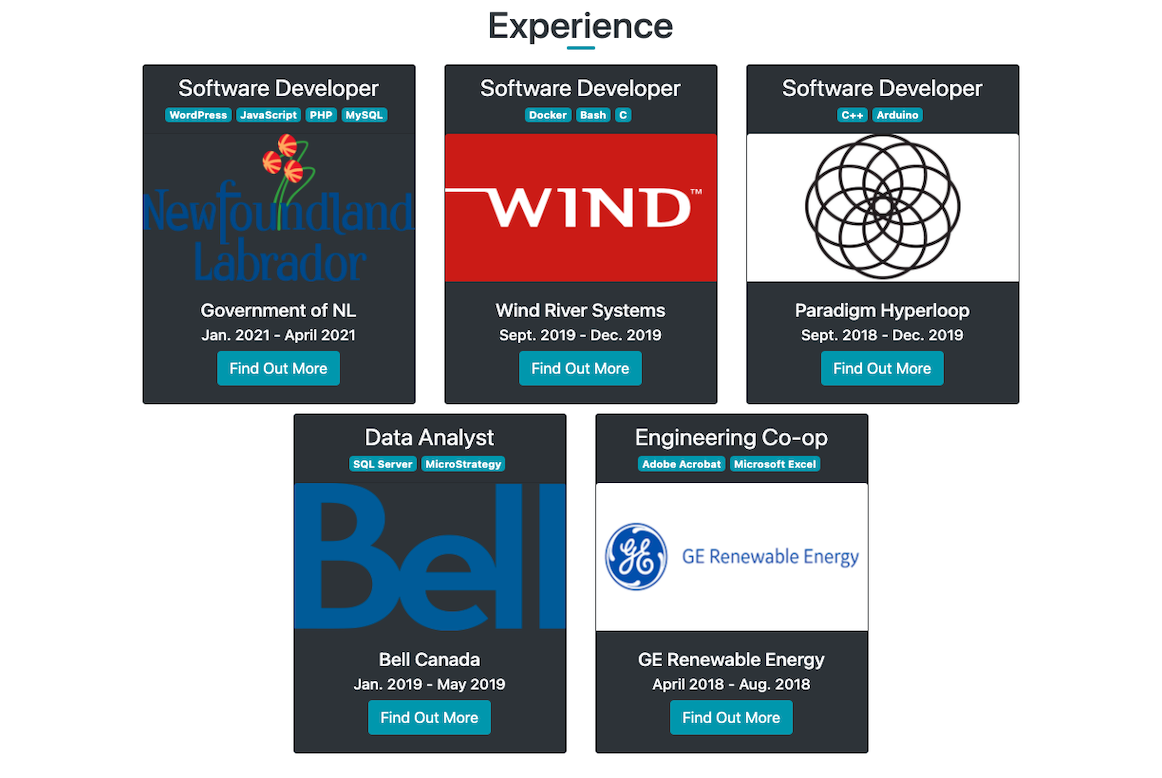 Experience
Software Developer
WordPress JavaScript PHP MySQL
Newfoundland
Labrador
Government of NL
Jan. 2021 - April 2021
Find Out More
Software Developer
Docker Bash C
WIND™
Wind River Systems
Sept. 2019 - Dec. 2019
Find Out More
Software Developer
C++ Arduino
Paradigm Hyperloop
Sept. 2018 - Dec. 2019
Find Out More
Data Analyst
SQL Server MicroStrategy
Bell
Bell Canada
Jan. 2019 - May 2019
Find Out More
Engineering Co-op
Adobe Acrobat Microsoft Excel
GE GE Renewable Energy
GE Renewable Energy
April 2018 - Aug. 2018
Find Out More